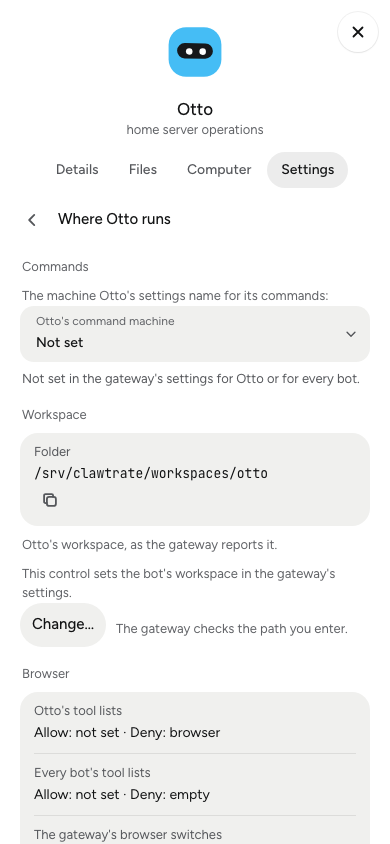 Otto
home server operations
Details
Files
Computer
Settings
Where Otto runs
Commands
The machine Otto's settings name for its commands:
Otto's command machine
Not set
Not set in the gateway's settings for Otto or for every bot.
Workspace
Folder
/srv/clawtrate/workspaces/otto
Otto's workspace, as the gateway reports it.
This control sets the bot's workspace in the gateway's
settings.
Change...
The gateway checks the path you enter.
Browser
Otto's tool lists
Allow: not set · Deny: browser
Every bot's tool lists
Allow: not set · Deny: empty
The gateway's browser switches